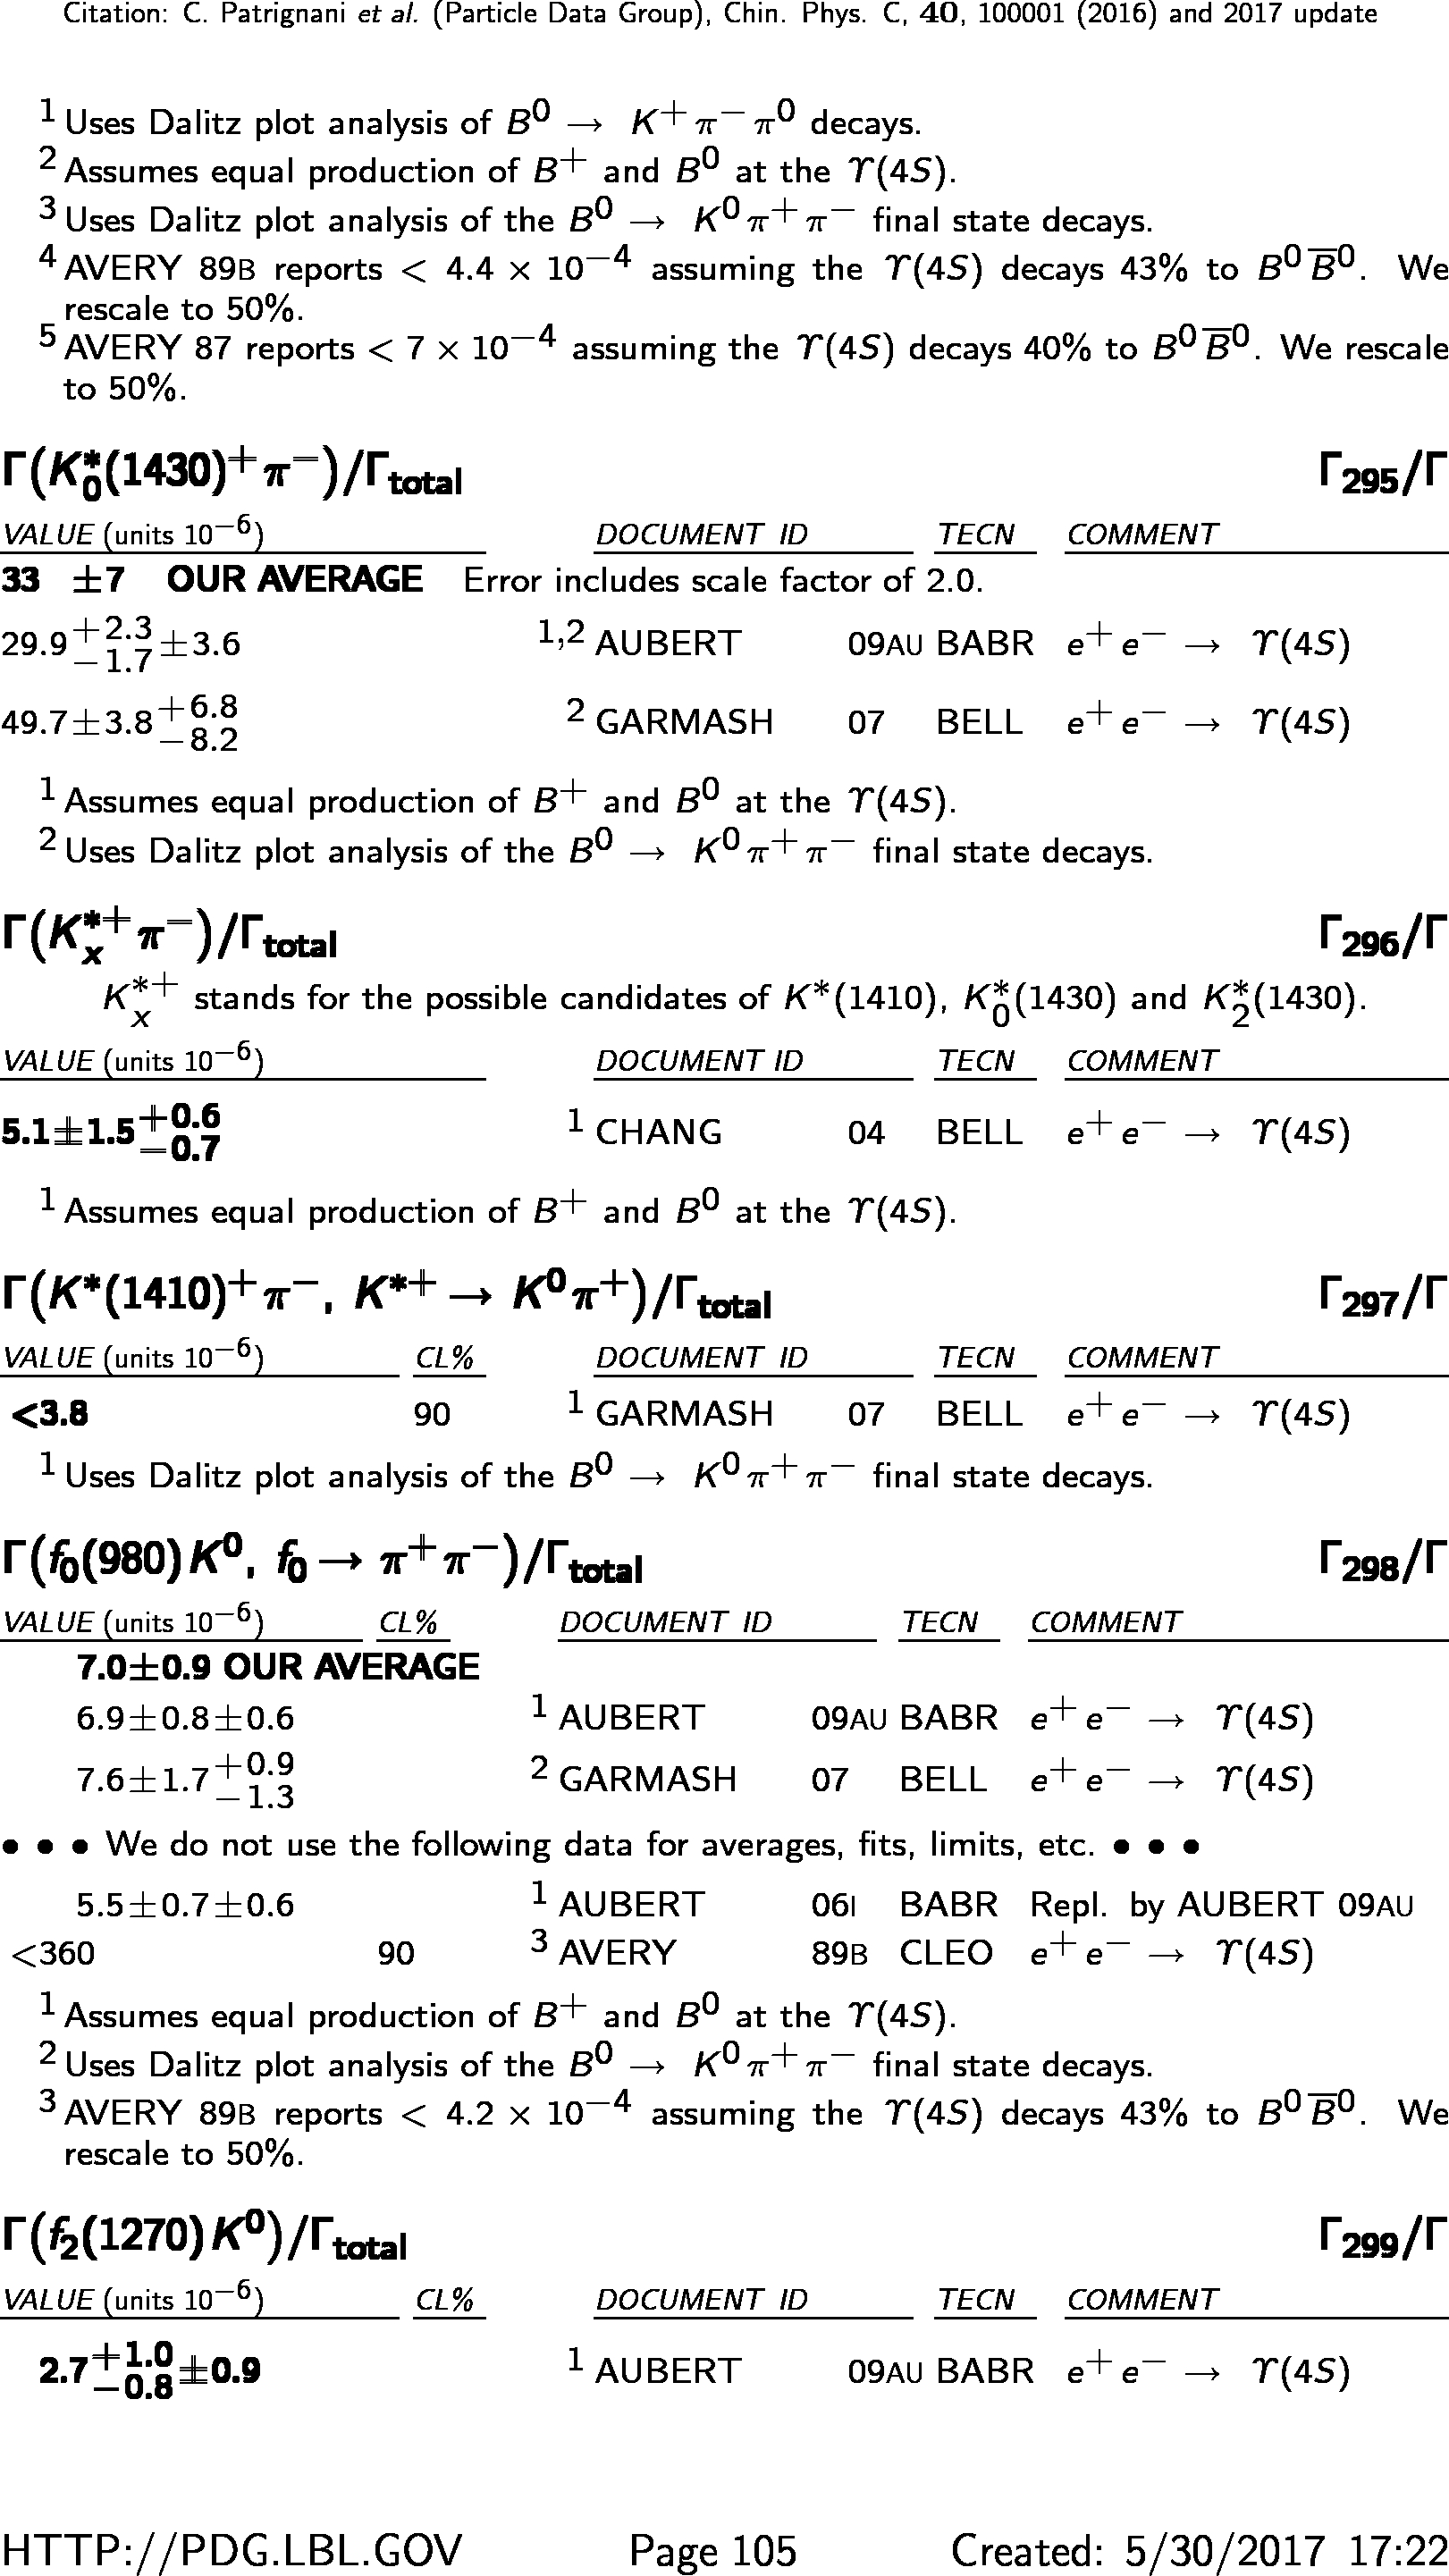 Citation: C. Patrignani et al. (Particle Data Group), Chin. Phys. C, 40, 100001 (2016) and 2017 update
1 Uses Dalitz plot analysis of B⁰ → K⁺π⁻π⁰ decays.
2 Assumes equal production of B⁺ and B⁰ at the ϒ(4S).
3 Uses Dalitz plot analysis of the B⁰ → K⁰π⁺π⁻ final state decays.
4 AVERY 89B reports < 4.4 × 10⁻⁴ assuming the ϒ(4S) decays 43% to B⁰B̅⁰. We
rescale to 50%.
5 AVERY 87 reports < 7 × 10⁻⁴ assuming the ϒ(4S) decays 40% to B⁰B̅⁰. We rescale
to 50%.
Γ(K*₀(1430)⁺π⁻)/Γtotal Γ₂₉₅/Γ
VALUE (units 10⁻⁶) DOCUMENT ID TECN COMMENT
33 ±7 OUR AVERAGE Error includes scale factor of 2.0.
29.9 +2.3 −1.7 ±3.6 1,2 AUBERT 09AU BABR e⁺e⁻ → ϒ(4S)
49.7±3.8 +6.8 −8.2 2 GARMASH 07 BELL e⁺e⁻ → ϒ(4S)
1 Assumes equal production of B⁺ and B⁰ at the ϒ(4S).
2 Uses Dalitz plot analysis of the B⁰ → K⁰π⁺π⁻ final state decays.
Γ(K*ₓ⁺π⁻)/Γtotal Γ₂₉₆/Γ
K*ₓ⁺ stands for the possible candidates of K*(1410), K*₀(1430) and K*₂(1430).
VALUE (units 10⁻⁶) DOCUMENT ID TECN COMMENT
5.1±1.5 +0.6 −0.7 1 CHANG 04 BELL e⁺e⁻ → ϒ(4S)
1 Assumes equal production of B⁺ and B⁰ at the ϒ(4S).
Γ(K*(1410)⁺π⁻, K*⁺ → K⁰π⁺)/Γtotal Γ₂₉₇/Γ
VALUE (units 10⁻⁶) CL% DOCUMENT ID TECN COMMENT
<3.8 90 1 GARMASH 07 BELL e⁺e⁻ → ϒ(4S)
1 Uses Dalitz plot analysis of the B⁰ → K⁰π⁺π⁻ final state decays.
Γ(f₀(980)K⁰, f₀ → π⁺π⁻)/Γtotal Γ₂₉₈/Γ
VALUE (units 10⁻⁶) CL% DOCUMENT ID TECN COMMENT
7.0±0.9 OUR AVERAGE
6.9±0.8±0.6 1 AUBERT 09AU BABR e⁺e⁻ → ϒ(4S)
7.6±1.7 +0.9 −1.3 2 GARMASH 07 BELL e⁺e⁻ → ϒ(4S)
• • • We do not use the following data for averages, fits, limits, etc. • • •
5.5±0.7±0.6 1 AUBERT 06I BABR Repl. by AUBERT 09AU
<360 90 3 AVERY 89B CLEO e⁺e⁻ → ϒ(4S)
1 Assumes equal production of B⁺ and B⁰ at the ϒ(4S).
2 Uses Dalitz plot analysis of the B⁰ → K⁰π⁺π⁻ final state decays.
3 AVERY 89B reports < 4.2 × 10⁻⁴ assuming the ϒ(4S) decays 43% to B⁰B̅⁰. We
rescale to 50%.
Γ(f₂(1270)K⁰)/Γtotal Γ₂₉₉/Γ
VALUE (units 10⁻⁶) CL% DOCUMENT ID TECN COMMENT
2.7 +1.0 −0.8 ±0.9 1 AUBERT 09AU BABR e⁺e⁻ → ϒ(4S)
HTTP://PDG.LBL.GOV Page 105 Created: 5/30/2017 17:22